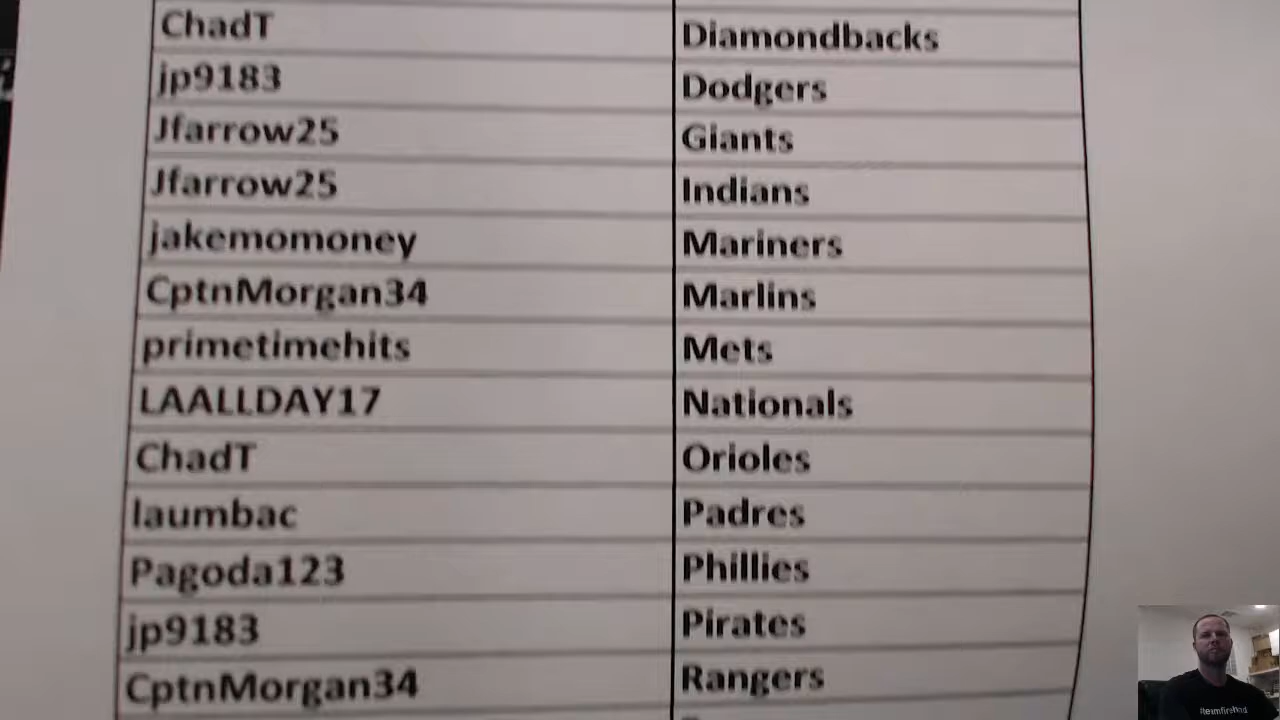 ChadT Diamondbacks
jp9183 Dodgers
Jfarrow25 Giants
Jfarrow25 Indians
jakemomoney Mariners
CptnMorgan34 Marlins
primetimehits Mets
LAALLDAY17 Nationals
ChadT Orioles
laumbac Padres
Pagoda123 Phillies
jp9183 Pirates
CptnMorgan34 Rangers